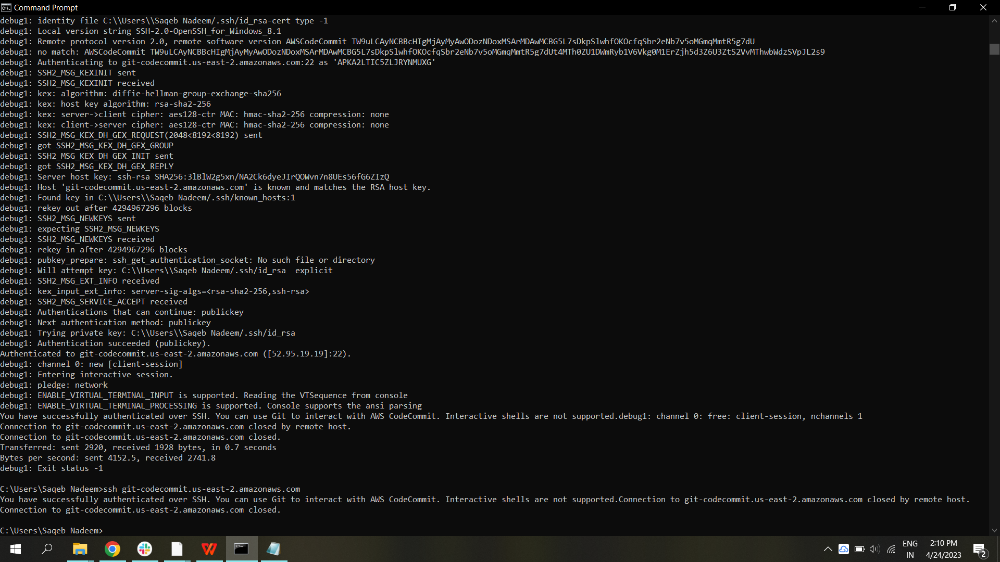 Command Prompt
debug1: identity file C:\\Users\\Saqeb Nadeem/.ssh/id_rsa-cert type -1
debug1: Local version string SSH-2.0-OpenSSH_for_Windows_8.1
debug1: Remote protocol version 2.0, remote software version AWSCodeCommit TW9uLCAyNCBBcHIgMjAyMyAwODozNDoxMSArMDAwMCBG5L7sDkpSlwhfOKOcfqSbr2eNb7v5oMGmqMmtR5g7dU
debug1: no match: AWSCodeCommit TW9uLCAyNCBBcHIgMjAyMyAwODozNDoxMSArMDAwMCBG5L7sDkpSlwhfOKOcfqSbr2eNb7v5oMGmqMmtR5g7dUt4MTh0ZU1DWmRyb1V6Vkg0M1ErZjh5d3Z6U3ZtS2VvMThwbWdzSVpJL2s9
debug1: Authenticating to git-codecommit.us-east-2.amazonaws.com:22 as 'APKA2LTIC5ZLJRYNMUXG'
debug1: SSH2_MSG_KEXINIT sent
debug1: SSH2_MSG_KEXINIT received
debug1: kex: algorithm: diffie-hellman-group-exchange-sha256
debug1: kex: host key algorithm: rsa-sha2-256
debug1: kex: server->client cipher: aes128-ctr MAC: hmac-sha2-256 compression: none
debug1: kex: client->server cipher: aes128-ctr MAC: hmac-sha2-256 compression: none
debug1: SSH2_MSG_KEX_DH_GEX_REQUEST(2048<8192<8192) sent
debug1: got SSH2_MSG_KEX_DH_GEX_GROUP
debug1: SSH2_MSG_KEX_DH_GEX_INIT sent
debug1: got SSH2_MSG_KEX_DH_GEX_REPLY
debug1: Server host key: ssh-rsa SHA256:3lBlW2g5xn/NA2Ck6dyeJIrQOWvn7n8UEs56fG6ZIzQ
debug1: Host 'git-codecommit.us-east-2.amazonaws.com' is known and matches the RSA host key.
debug1: Found key in C:\\Users\\Saqeb Nadeem/.ssh/known_hosts:1
debug1: rekey out after 4294967296 blocks
debug1: SSH2_MSG_NEWKEYS sent
debug1: expecting SSH2_MSG_NEWKEYS
debug1: SSH2_MSG_NEWKEYS received
debug1: rekey in after 4294967296 blocks
debug1: pubkey_prepare: ssh_get_authentication_socket: No such file or directory
debug1: Will attempt key: C:\\Users\\Saqeb Nadeem/.ssh/id_rsa  explicit
debug1: SSH2_MSG_EXT_INFO received
debug1: kex_input_ext_info: server-sig-algs=<rsa-sha2-256,ssh-rsa>
debug1: SSH2_MSG_SERVICE_ACCEPT received
debug1: Authentications that can continue: publickey
debug1: Next authentication method: publickey
debug1: Trying private key: C:\\Users\\Saqeb Nadeem/.ssh/id_rsa
debug1: Authentication succeeded (publickey).
Authenticated to git-codecommit.us-east-2.amazonaws.com ([52.95.19.19]:22).
debug1: channel 0: new [client-session]
debug1: Entering interactive session.
debug1: pledge: network
debug1: ENABLE_VIRTUAL_TERMINAL_INPUT is supported. Reading the VTSequence from console
debug1: ENABLE_VIRTUAL_TERMINAL_PROCESSING is supported. Console supports the ansi parsing
You have successfully authenticated over SSH. You can use Git to interact with AWS CodeCommit. Interactive shells are not supported.debug1: channel 0: free: client-session, nchannels 1
Connection to git-codecommit.us-east-2.amazonaws.com closed by remote host.
Connection to git-codecommit.us-east-2.amazonaws.com closed.
Transferred: sent 2920, received 1928 bytes, in 0.7 seconds
Bytes per second: sent 4152.5, received 2741.8
debug1: Exit status -1
C:\Users\Saqeb Nadeem>ssh git-codecommit.us-east-2.amazonaws.com
You have successfully authenticated over SSH. You can use Git to interact with AWS CodeCommit. Interactive shells are not supported.Connection to git-codecommit.us-east-2.amazonaws.com closed by remote host.
Connection to git-codecommit.us-east-2.amazonaws.com closed.
C:\Users\Saqeb Nadeem>
ENG
IN
2:10 PM
4/24/2023
2